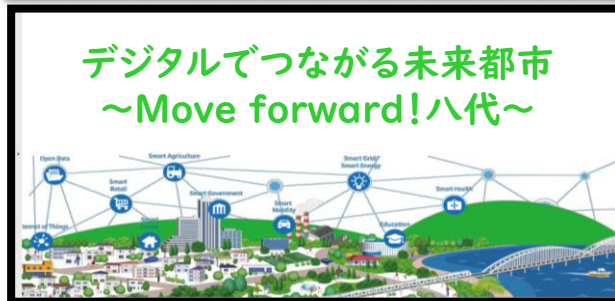 デジタルでつながる未来都市
～Move forward!八代～
Open Data
Smart Agriculture
Smart Grid/
Smart Energy
Smart
Retail
Smart Government
Smart Health
Smart
Mobility
Education
Internet of Things